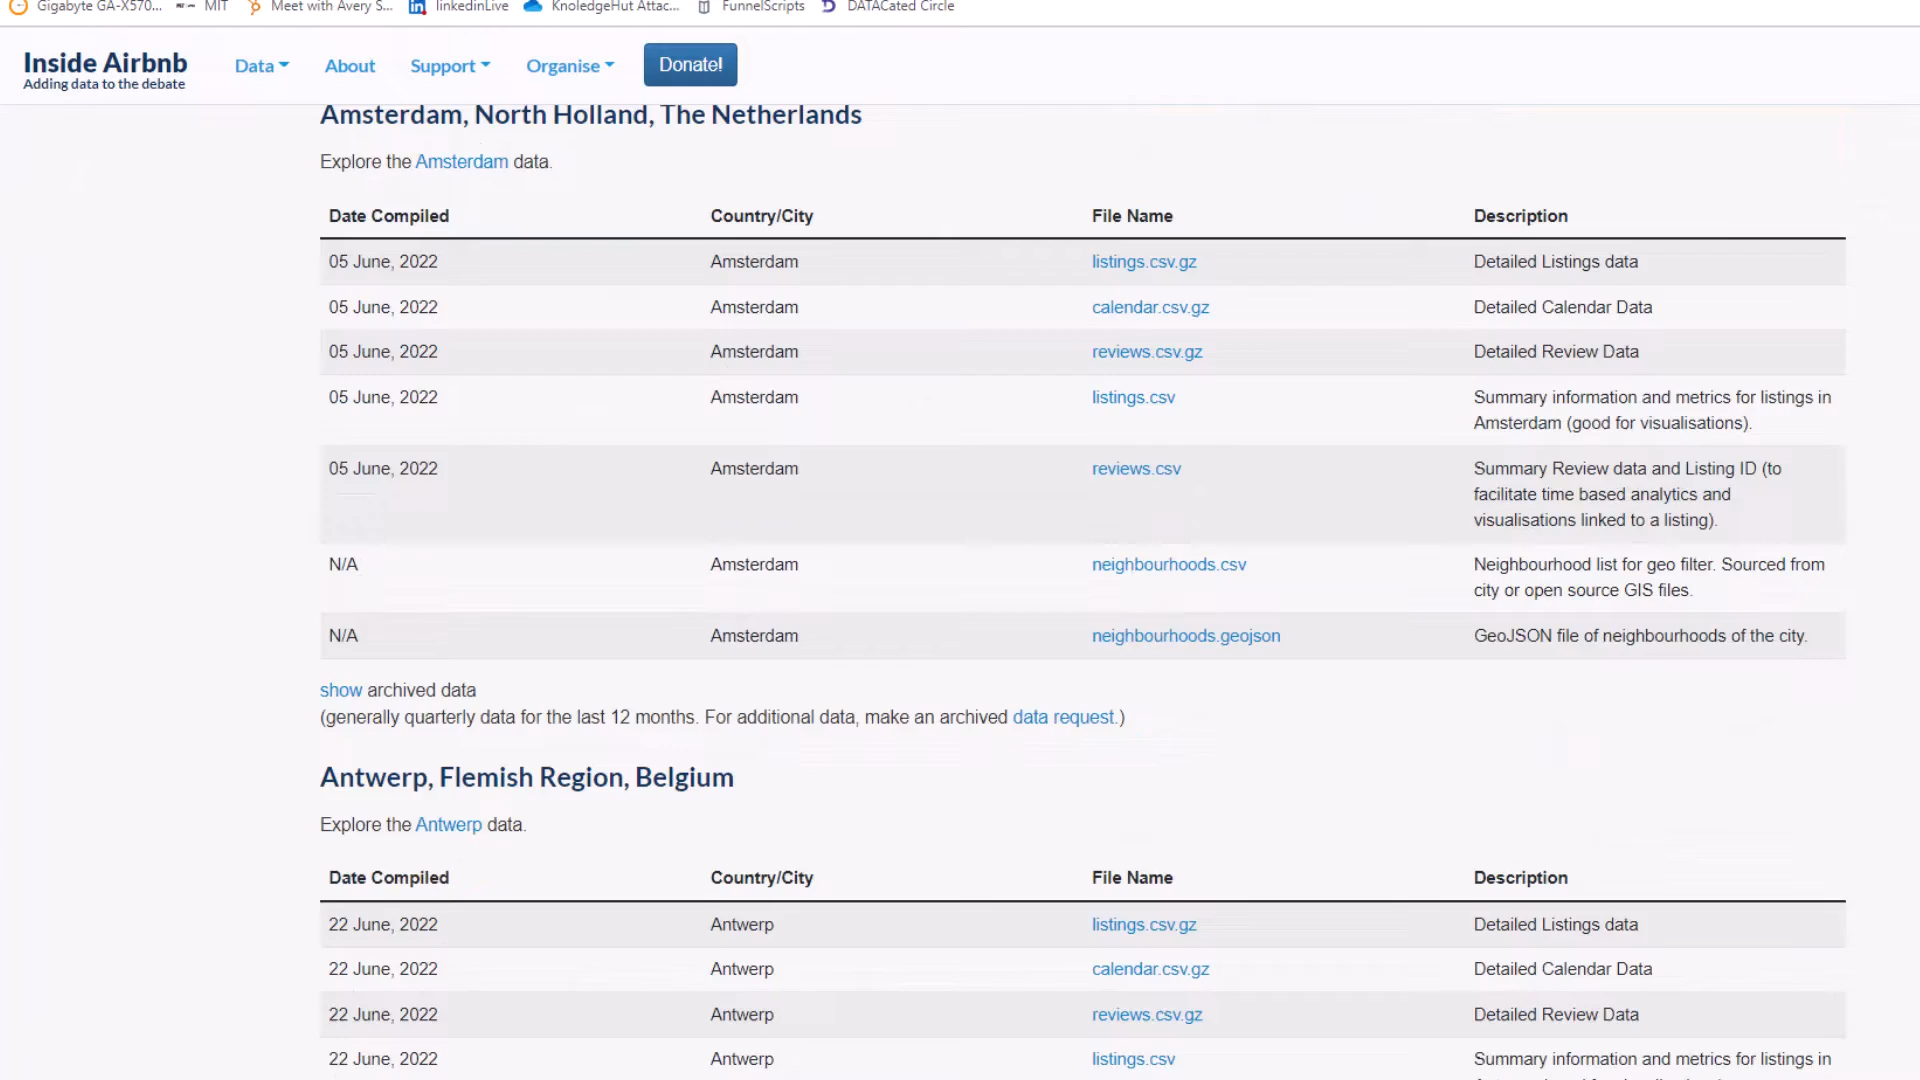 Gigabyte GA-X570... MIT Meet with Avery S... linkedinLive KnoledgeHut Attac... FunnelScripts DATACated Circle
Inside Airbnb
Adding data to the debate
Data About Support Organise Donate!
Amsterdam, North Holland, The Netherlands
Explore the Amsterdam data.
Date Compiled Country/City File Name Description
05 June, 2022 Amsterdam listings.csv.gz Detailed Listings data
05 June, 2022 Amsterdam calendar.csv.gz Detailed Calendar Data
05 June, 2022 Amsterdam reviews.csv.gz Detailed Review Data
05 June, 2022 Amsterdam listings.csv Summary information and metrics for listings in
Amsterdam (good for visualisations).
05 June, 2022 Amsterdam reviews.csv Summary Review data and Listing ID (to
facilitate time based analytics and
visualisations linked to a listing).
N/A Amsterdam neighbourhoods.csv Neighbourhood list for geo filter. Sourced from
city or open source GIS files.
N/A Amsterdam neighbourhoods.geojson GeoJSON file of neighbourhoods of the city.
show archived data
(generally quarterly data for the last 12 months. For additional data, make an archived data request.)
Antwerp, Flemish Region, Belgium
Explore the Antwerp data.
Date Compiled Country/City File Name Description
22 June, 2022 Antwerp listings.csv.gz Detailed Listings data
22 June, 2022 Antwerp calendar.csv.gz Detailed Calendar Data
22 June, 2022 Antwerp reviews.csv.gz Detailed Review Data
22 June, 2022 Antwerp listings.csv Summary information and metrics for listings in